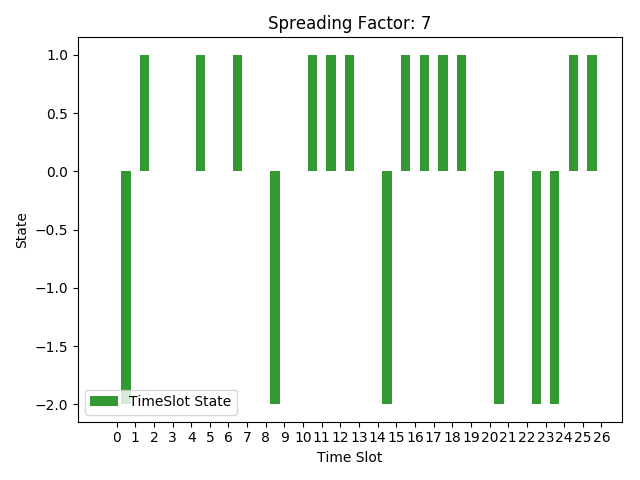 Spreading Factor: 7
1.0
0.5
0.0
−0.5
−1.0
−1.5
−2.0
State
TimeSlot State
0 1 2 3 4 5 6 7 8 9 10 11 12 13 14 15 16 17 18 19 20 21 22 23 24 25 26
Time Slot